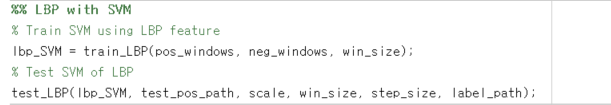 %% LBP with SVM
% Train SVM using LBP feature
lbp_SVM = train_LBP(pos_windows, neg_windows, win_size);
% Test SVM of LBP
test_LBP(lbp_SVM, test_pos_path, scale, win_size, step_size, label_path);